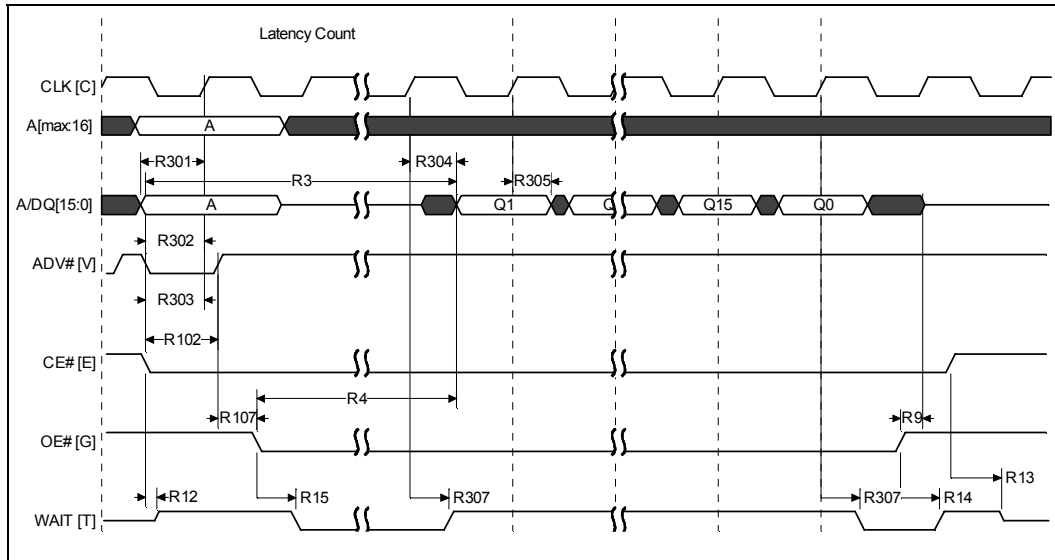 Latency Count
CLK [C]
A[max:16]
A
R301
R304
R3
R305
A/DQ[15:0]
A
Q1
Q
Q15
Q0
R302
ADV# [V]
R303
R102
CE# [E]
R4
R107
R9
OE# [G]
R12
R15
R307
R307
R14
R13
WAIT [T]